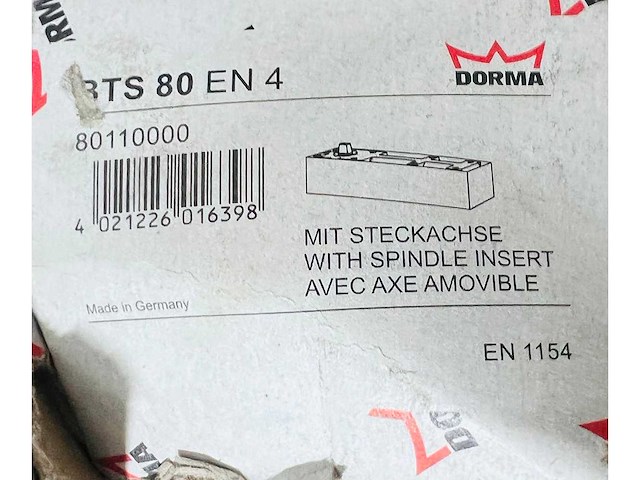 BTS 80 EN 4
DORMA
80110000
4 021226 016398
MIT STECKACHSE
WITH SPINDLE INSERT
AVEC AXE AMOVIBLE
Made in Germany
EN 1154